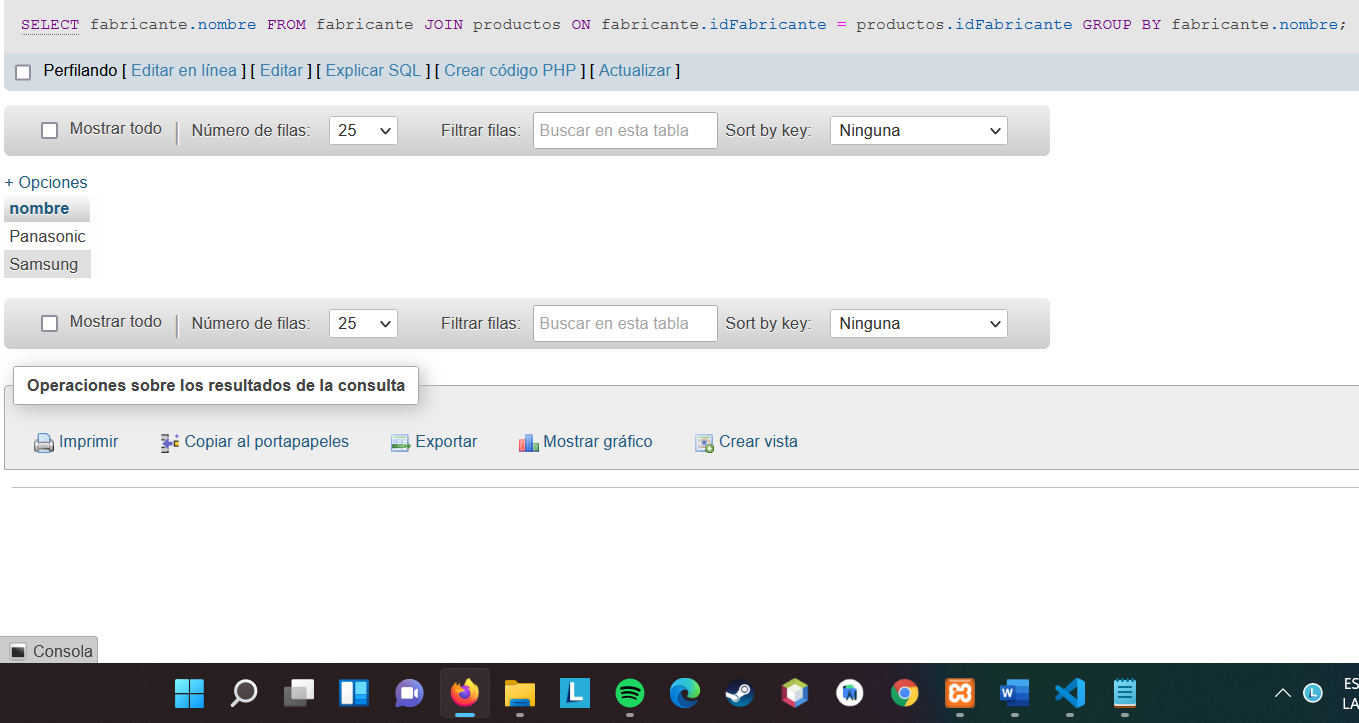 SELECT fabricante.nombre FROM fabricante JOIN productos ON fabricante.idFabricante = productos.idFabricante GROUP BY fabricante.nombre;
Perfilando [ Editar en línea ] [ Editar ] [ Explicar SQL ] [ Crear código PHP ] [ Actualizar ]
Mostrar todo | Número de filas: 25 Filtrar filas: Buscar en esta tabla Sort by key: Ninguna
+ Opciones
nombre
Panasonic
Samsung
Mostrar todo | Número de filas: 25 Filtrar filas: Buscar en esta tabla Sort by key: Ninguna
Operaciones sobre los resultados de la consulta
Imprimir Copiar al portapapeles Exportar Mostrar gráfico Crear vista
Consola
ES
LA